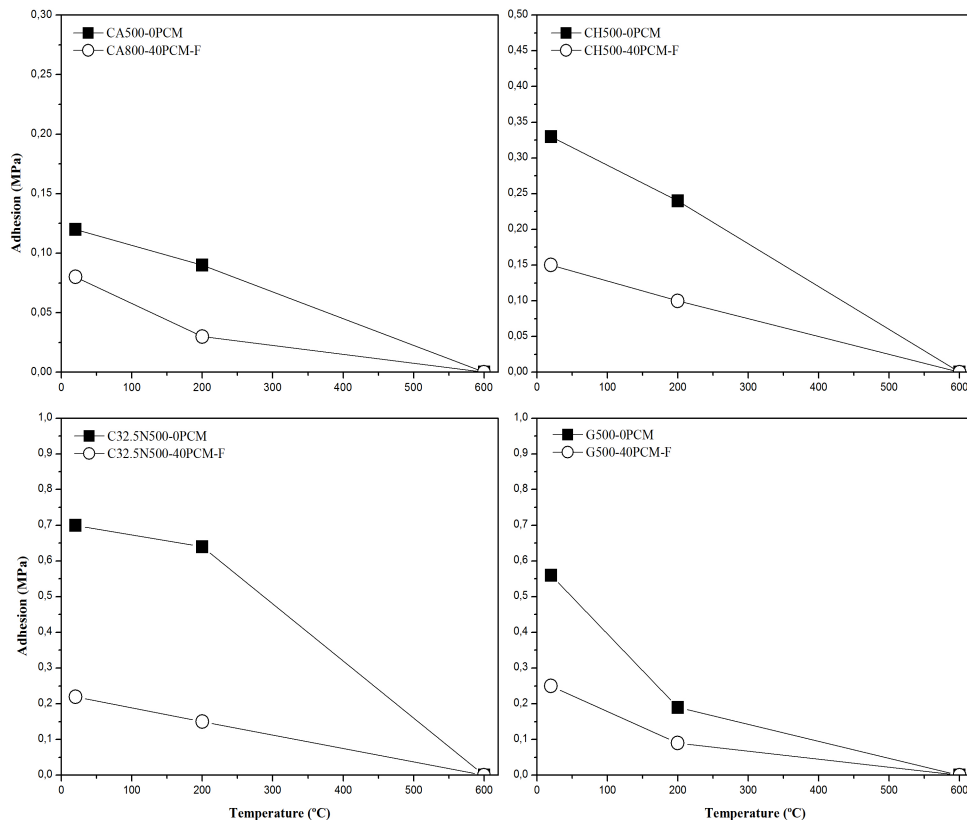 CA500-0PCM
CA800-40PCM-F
0,30
0,25
0,20
0,15
0,10
0,05
0,00
0 100 200 300 400 500 600
Adhesion (MPa)
CH500-0PCM
CH500-40PCM-F
0,50
0,45
0,40
0,35
0,30
0,25
0,20
0,15
0,10
0,05
0,00
0 100 200 300 400 500 600
C32.5N500-0PCM
C32.5N500-40PCM-F
1,0
0,9
0,8
0,7
0,6
0,5
0,4
0,3
0,2
0,1
0,0
0 100 200 300 400 500 600
Adhesion (MPa)
Temperature (ºC)
G500-0PCM
G500-40PCM-F
1,0
0,9
0,8
0,7
0,6
0,5
0,4
0,3
0,2
0,1
0,0
0 100 200 300 400 500 600
Temperature (ºC)